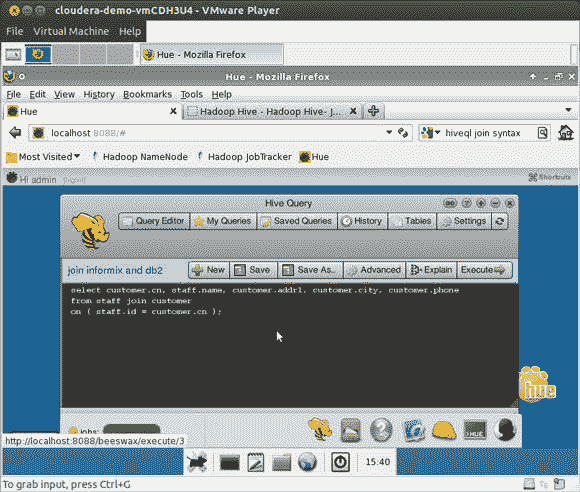 cloudera-demo-vmCDH3U4 - VMware Player
File Virtual Machine Help
Hue - Mozilla Firefox
Hue - Mozilla Firefox
File Edit View History Bookmarks Tools Help
Hue
Hadoop Hive - Hadoop Hive- J...
localhost:8088/#
hiveql join syntax
Most Visited
Hadoop NameNode
Hadoop JobTracker
Hue
Hi admin (logout)
Shortcuts
Hive Query
Query Editor
My Queries
Saved Queries
History
Tables
Settings
join informix and db2
New
Save
Save As..
Advanced
Explain
Execute
select customer.cn, staff.name, customer.addr1, customer.city, customer.phone
from staff join customer
on ( staff.id = customer.cn );
hue
jobs:
HUE
http://localhost:8088/beeswax/execute/3
15:40
To grab input, press Ctrl+G